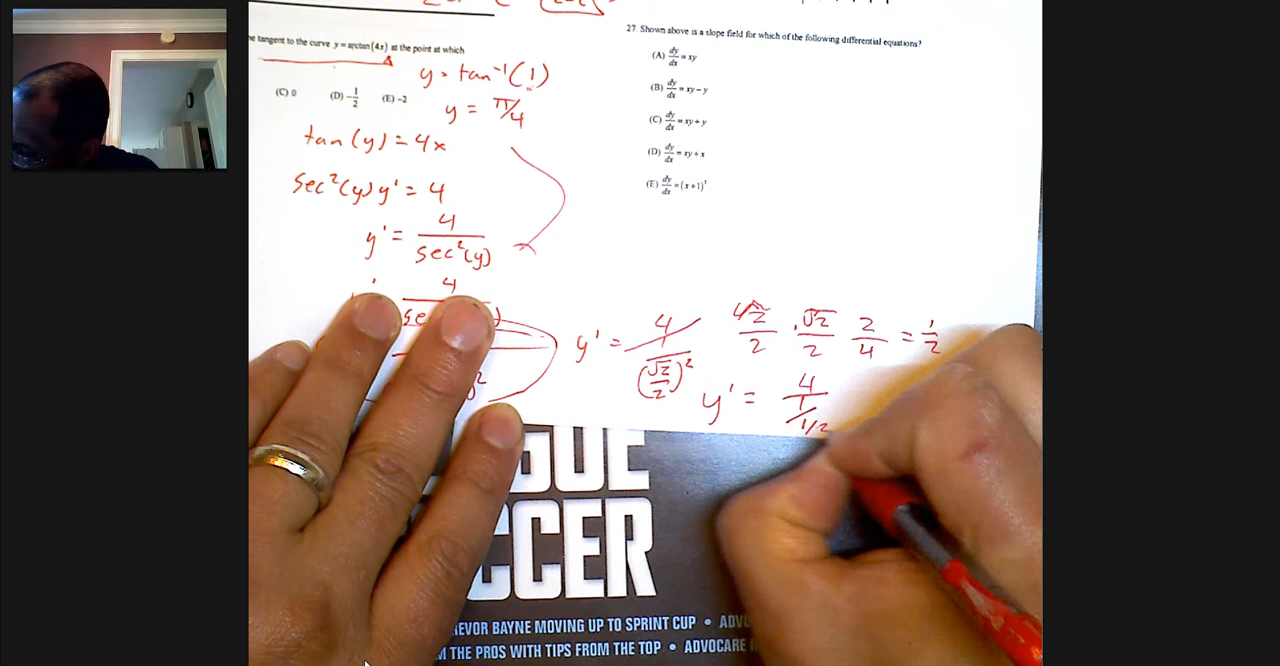 tangent to the curve y = arctan(4x) at the point at which
(C) 0 (D) -1/2 (E) -2
y = tan⁻¹(1)
y = π/4
tan(y) = 4x
sec²(y) y' = 4
y' = 4/sec²(y)
4
y' = 4/(1/(√2/2)²)
√2/2 · √2/2 2/4 = 1/2
y' = 4/(1/(1/2))
27. Shown above is a slope field for which of the following differential equations?
(A) dy/dx = xy
(B) dy/dx = xy - y
(C) dy/dx = xy + y
(D) dy/dx = xy + x
(E) dy/dx = (x+1)³
CCER
TREVOR BAYNE MOVING UP TO SPRINT CUP •
THE PROS WITH TIPS FROM THE TOP • ADVOCARE